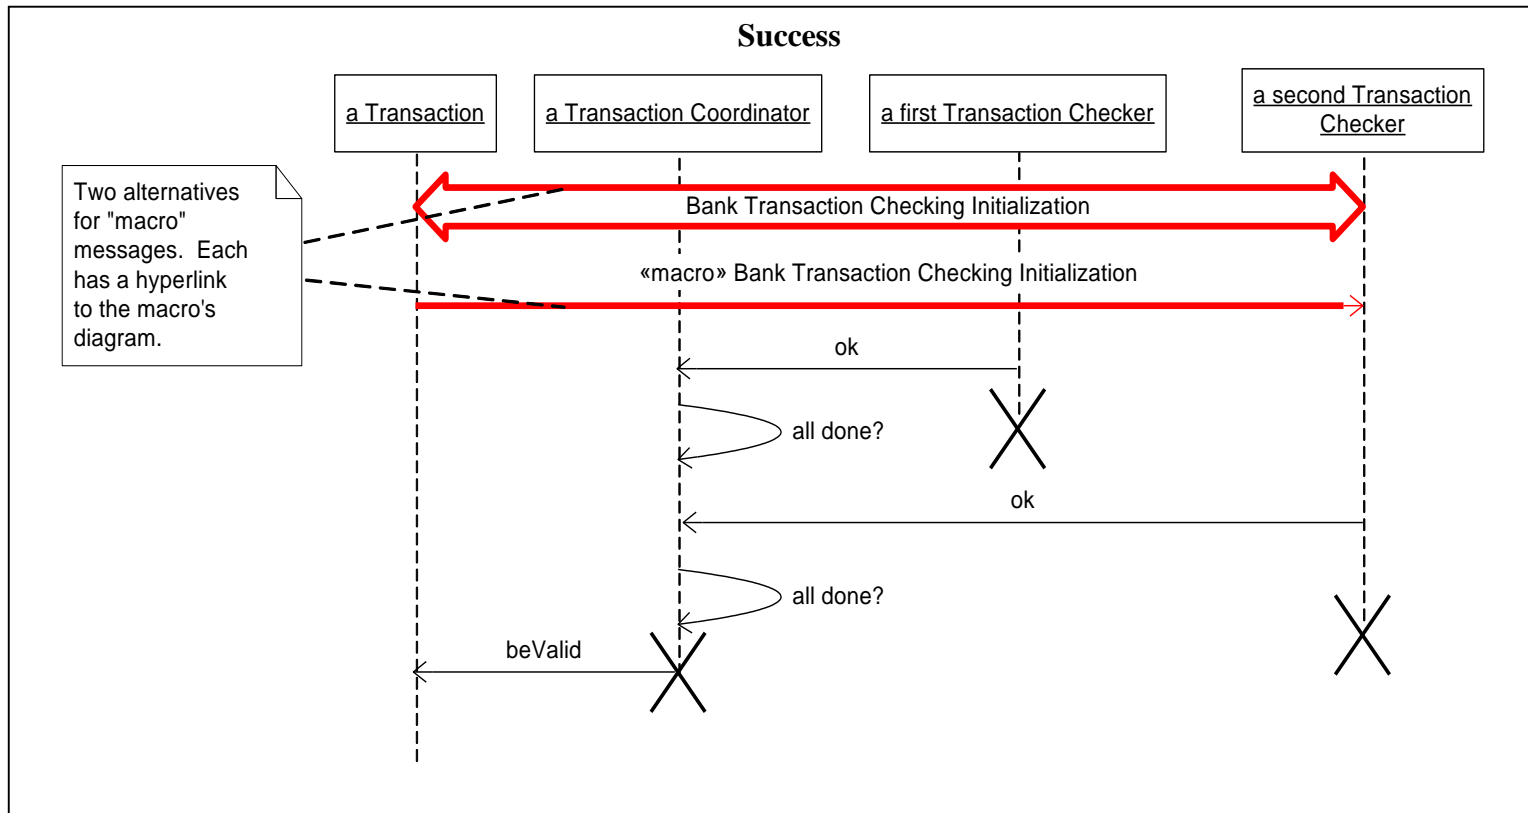 Success
a Transaction
a Transaction Coordinator
a first Transaction Checker
a second Transaction
Checker
Two alternatives
for "macro"
messages.  Each
has a hyperlink
to the macro's
diagram.
Bank Transaction Checking Initialization
«macro» Bank Transaction Checking Initialization
ok
all done?
ok
all done?
beValid